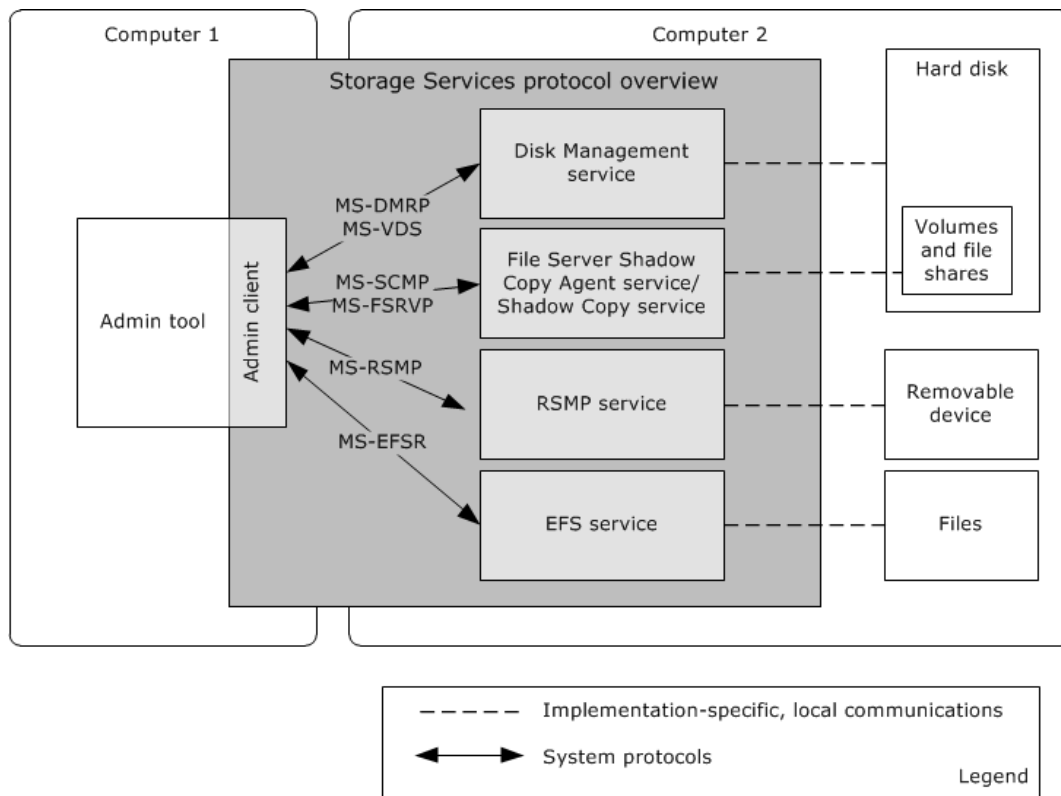 Computer 1
Computer 2
Storage Services protocol overview
Hard disk
Disk Management
service
MS-DMRP
MS-VDS
Volumes
and file
shares
File Server Shadow
Copy Agent service/
Shadow Copy service
MS-SCMP
MS-FSRVP
Admin tool
Admin client
MS-RSMP
RSMP service
Removable
device
MS-EFSR
EFS service
Files
Implementation-specific, local communications
System protocols
Legend